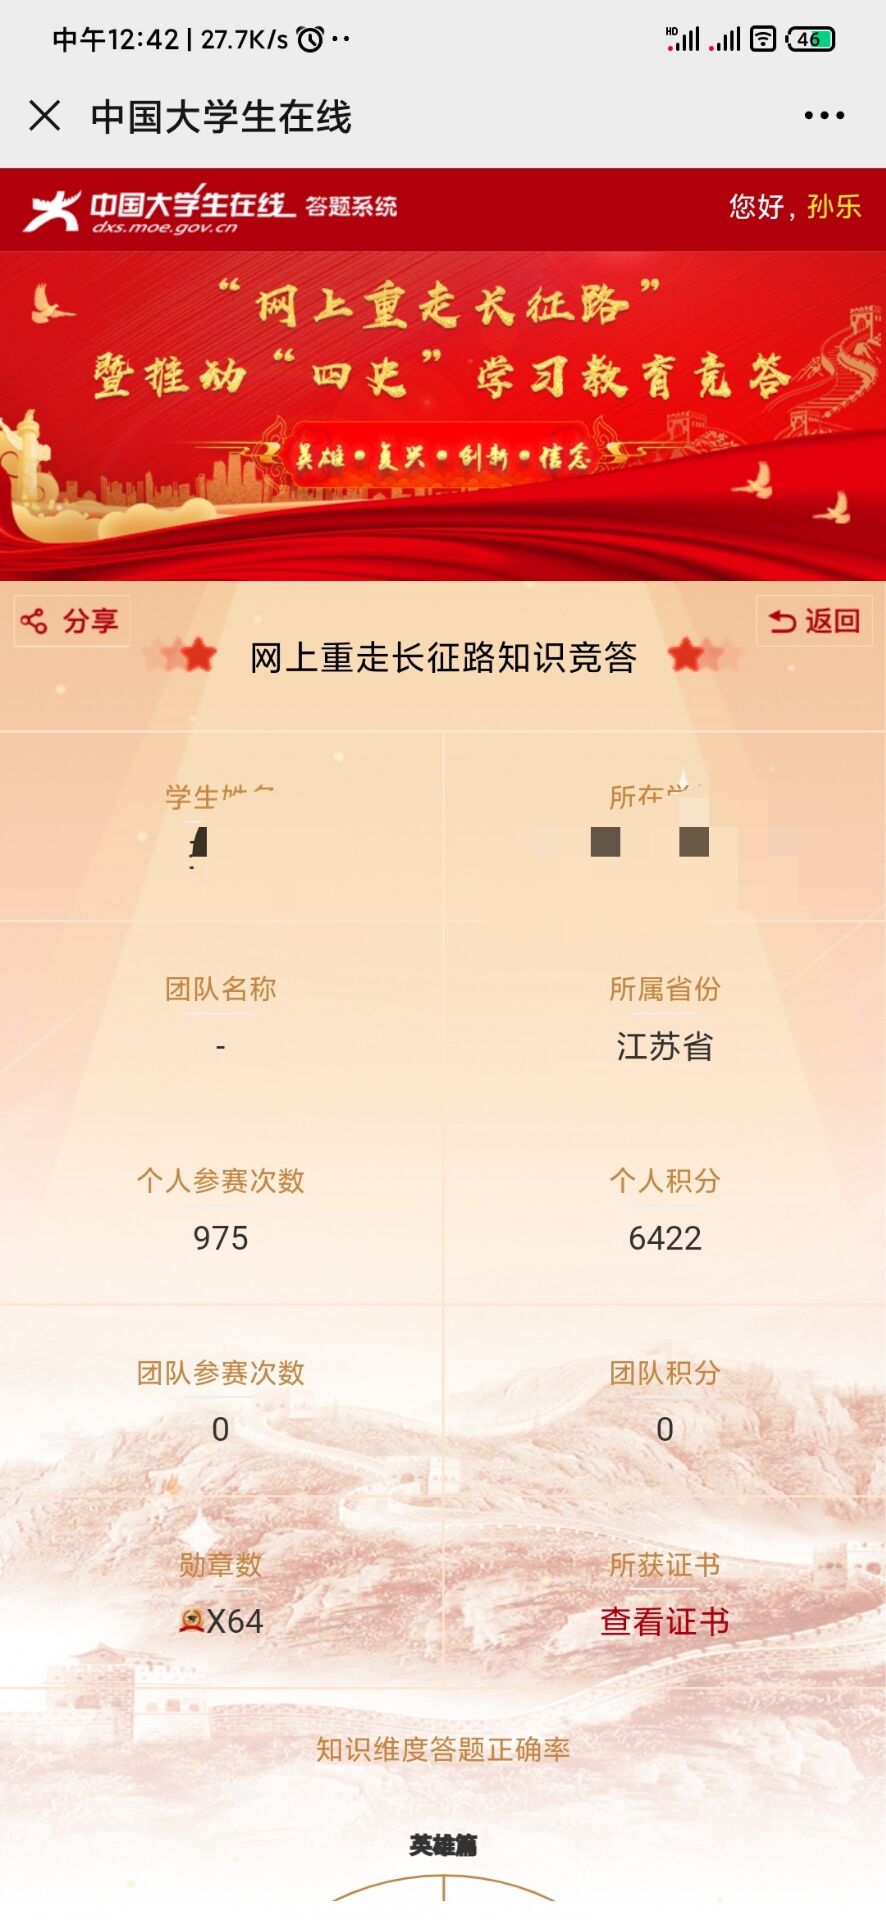 中午12:42 | 27.7K/s
HD
46
中国大学生在线
中国大学生在线 答题系统
dxs.moe.gov.cn
您好，孙乐
“网上重走长征路”
暨推动“四史”学习教育竞答
英雄·复兴·创新·信念
分享
返回
网上重走长征路知识竞答
学生姓名
所在
团队名称
所属省份
-
江苏省
个人参赛次数
个人积分
975
6422
团队参赛次数
团队积分
0
0
勋章数
所获证书
X64
查看证书
知识维度答题正确率
英雄篇